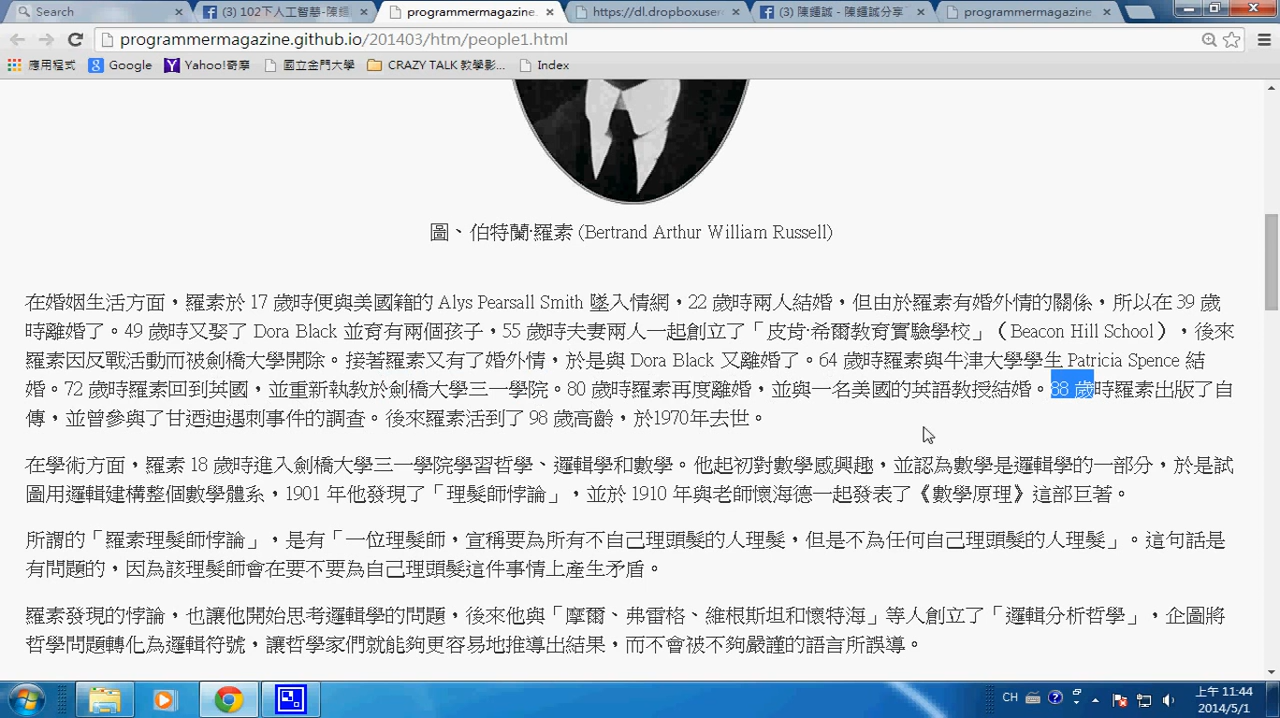 Search
(3) 102下人工智慧-陳鍾
programmermagazine.
https://dl.dropboxuser
(3) 陳鍾誠 - 陳鍾誠分享
programmermagazine
programmermagazine.github.io/201403/htm/people1.html
應用程式
Google
Yahoo!奇摩
國立金門大學
CRAZY TALK 教學影...
Index
圖、伯特蘭·羅素 (Bertrand Arthur William Russell)
在婚姻生活方面，羅素於 17 歲時便與美國籍的 Alys Pearsall Smith 墜入情網，22 歲時兩人結婚，但由於羅素有婚外情的關係，所以在 39 歲
時離婚了。49 歲時又娶了 Dora Black 並育有兩個孩子，55 歲時夫妻兩人一起創立了「皮肯·希爾教育實驗學校」（Beacon Hill School），後來
羅素因反戰活動而被劍橋大學開除。接著羅素又有了婚外情，於是與 Dora Black 又離婚了。64 歲時羅素與牛津大學學生 Patricia Spence 結
婚。72 歲時羅素回到英國，並重新執教於劍橋大學三一學院。80 歲時羅素再度離婚，並與一名美國的英語教授結婚。88 歲時羅素出版了自
傳，並曾參與了甘迺迪遇刺事件的調查。後來羅素活到了 98 歲高齡，於1970年去世。
在學術方面，羅素 18 歲時進入劍橋大學三一學院學習哲學、邏輯學和數學。他起初對數學感興趣，並認為數學是邏輯學的一部分，於是試
圖用邏輯建構整個數學體系，1901 年他發現了「理髮師悖論」，並於 1910 年與老師懷海德一起發表了《數學原理》這部巨著。
所謂的「羅素理髮師悖論」，是有「一位理髮師，宣稱要為所有不自己理頭髮的人理髮，但是不為任何自己理頭髮的人理髮」。這句話是
有問題的，因為該理髮師會在要不要為自己理頭髮這件事情上產生矛盾。
羅素發現的悖論，也讓他開始思考邏輯學的問題，後來他與「摩爾、弗雷格、維根斯坦和懷特海」等人創立了「邏輯分析哲學」，企圖將
哲學問題轉化為邏輯符號，讓哲學家們就能夠更容易地推導出結果，而不會被不夠嚴謹的語言所誤導。
CH
上午 11:44
2014/5/1